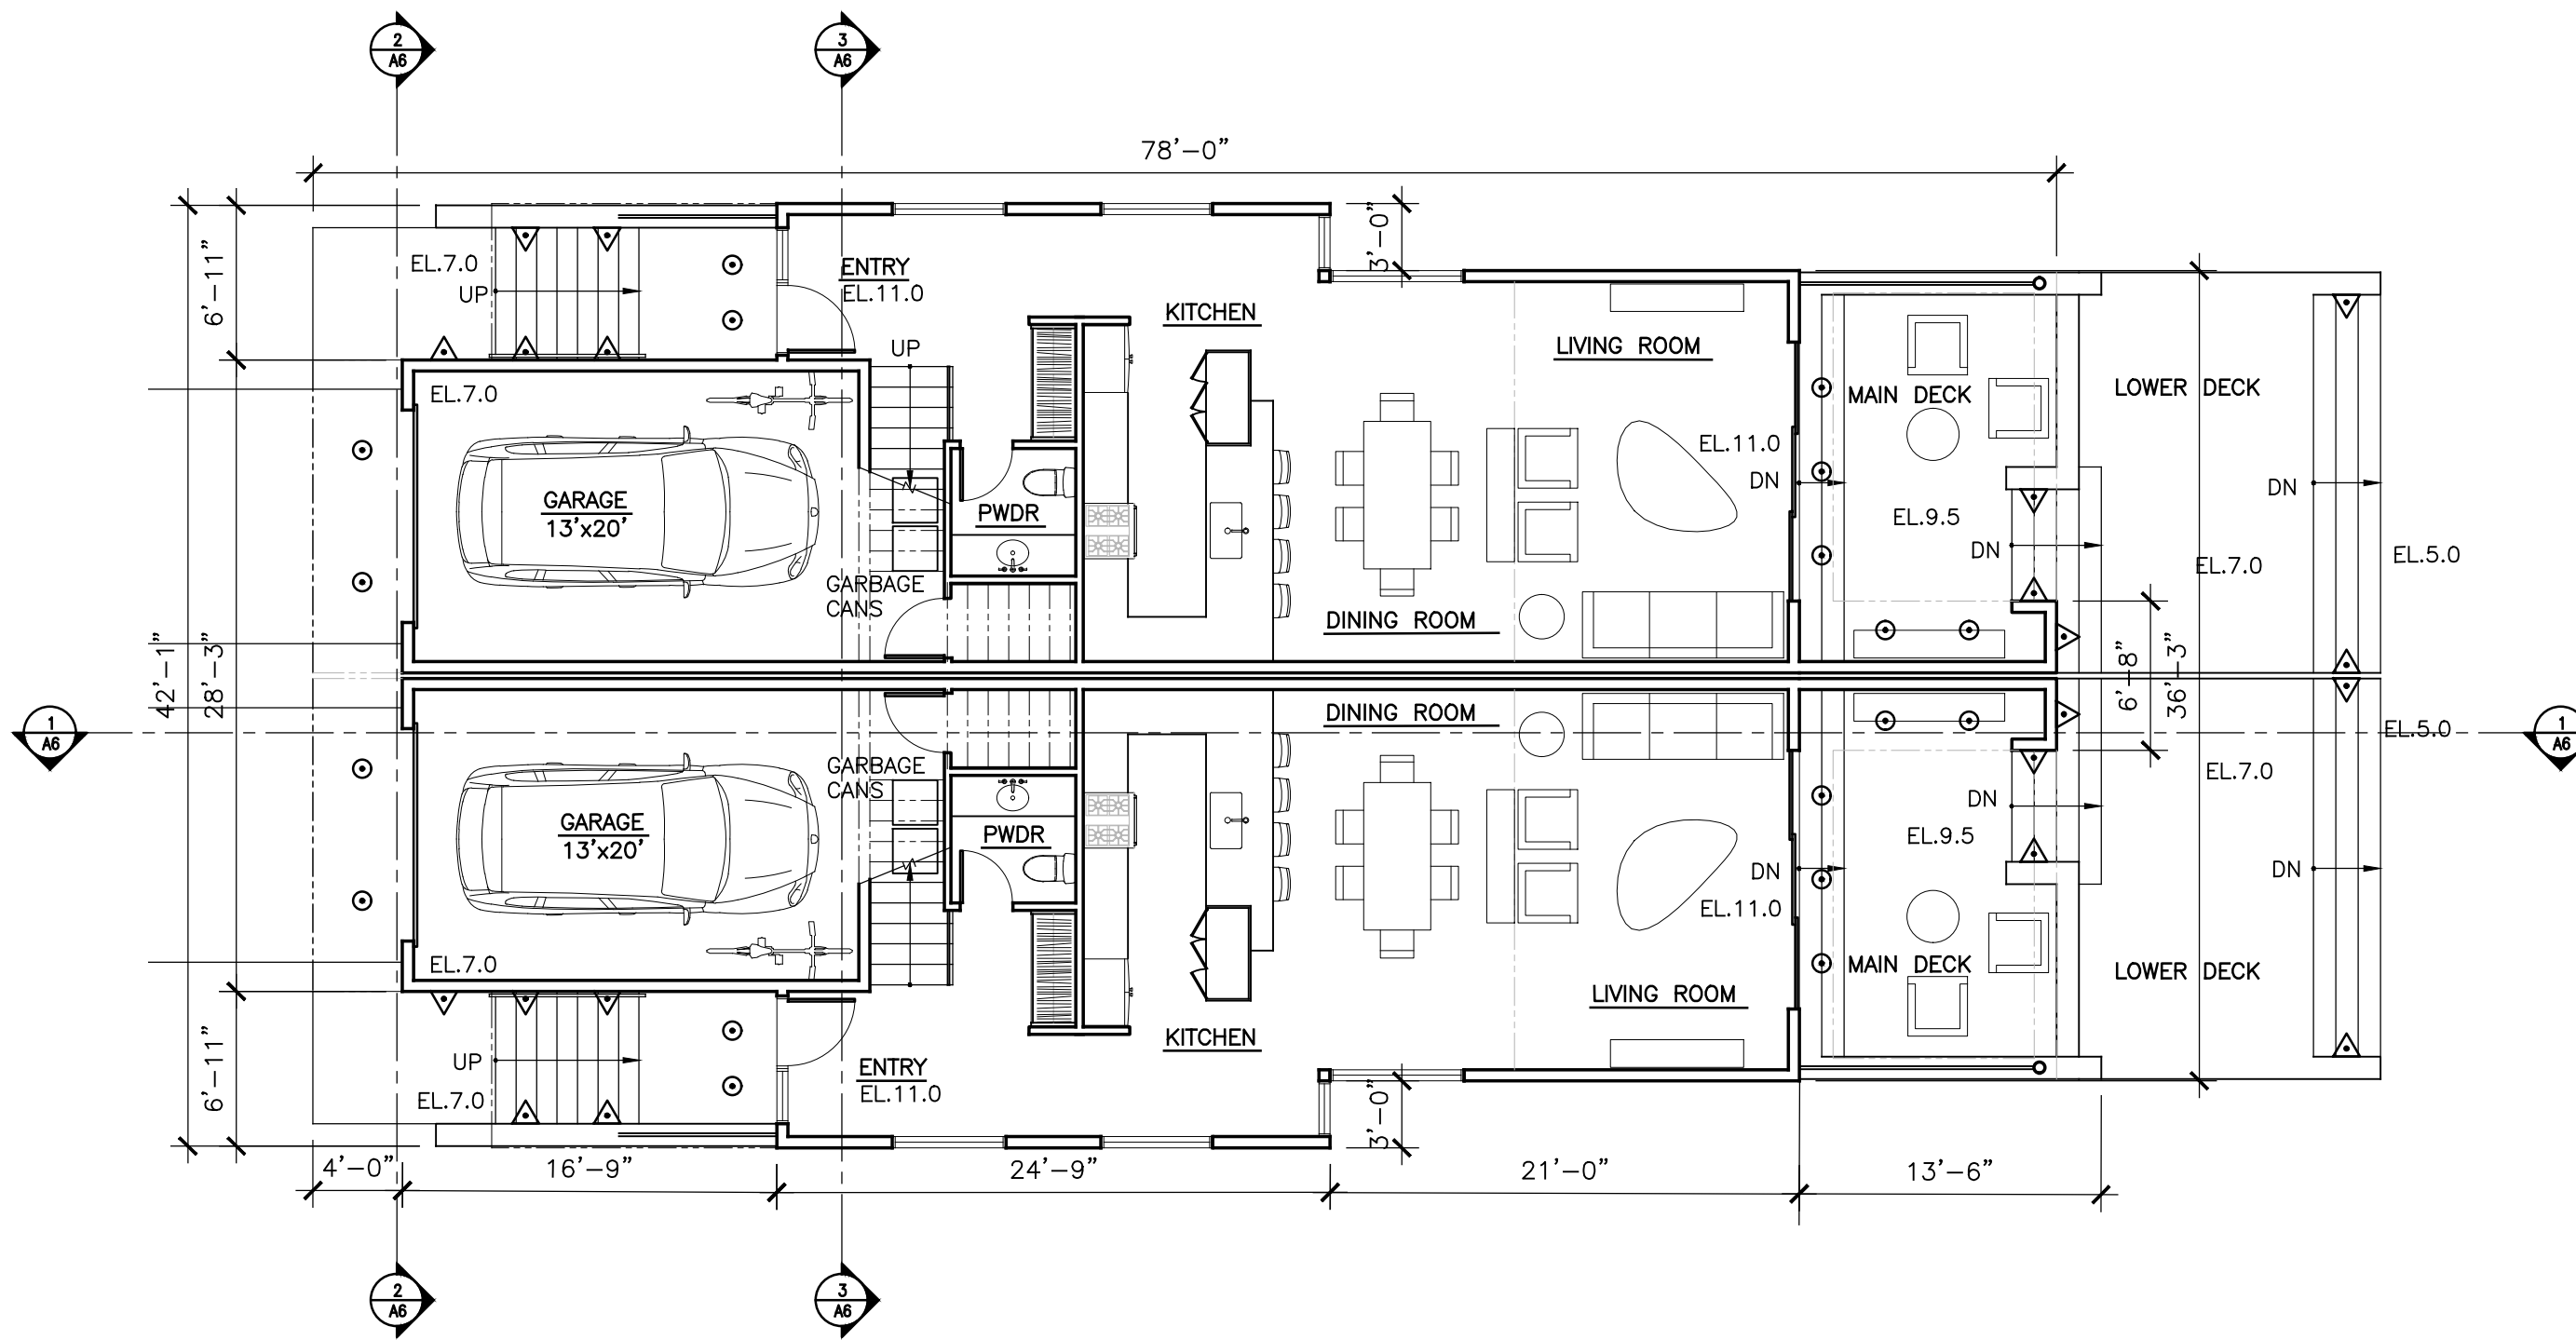 2
A6
3
A6
78'-0"
6'-11"
3'-0"
EL.7.0
UP
ENTRY
EL.11.0
KITCHEN
UP
LIVING ROOM
EL.7.0
MAIN DECK
LOWER DECK
EL.11.0
DN
DN
GARAGE
13'x20'
PWDR
EL.9.5
DN
EL.7.0
EL.5.0
GARBAGE
CANS
DINING ROOM
42'-1"
28'-3"
6'-8"
36'-3"
1
A6
DINING ROOM
EL.5.0
1
A6
GARBAGE
CANS
EL.7.0
DN
GARAGE
13'x20'
PWDR
EL.9.5
DN
DN
EL.11.0
EL.7.0
MAIN DECK
LOWER DECK
LIVING ROOM
KITCHEN
6'-11"
UP
ENTRY
EL.11.0
EL.7.0
3'-0"
4'-0"
16'-9"
24'-9"
21'-0"
13'-6"
2
A6
3
A6